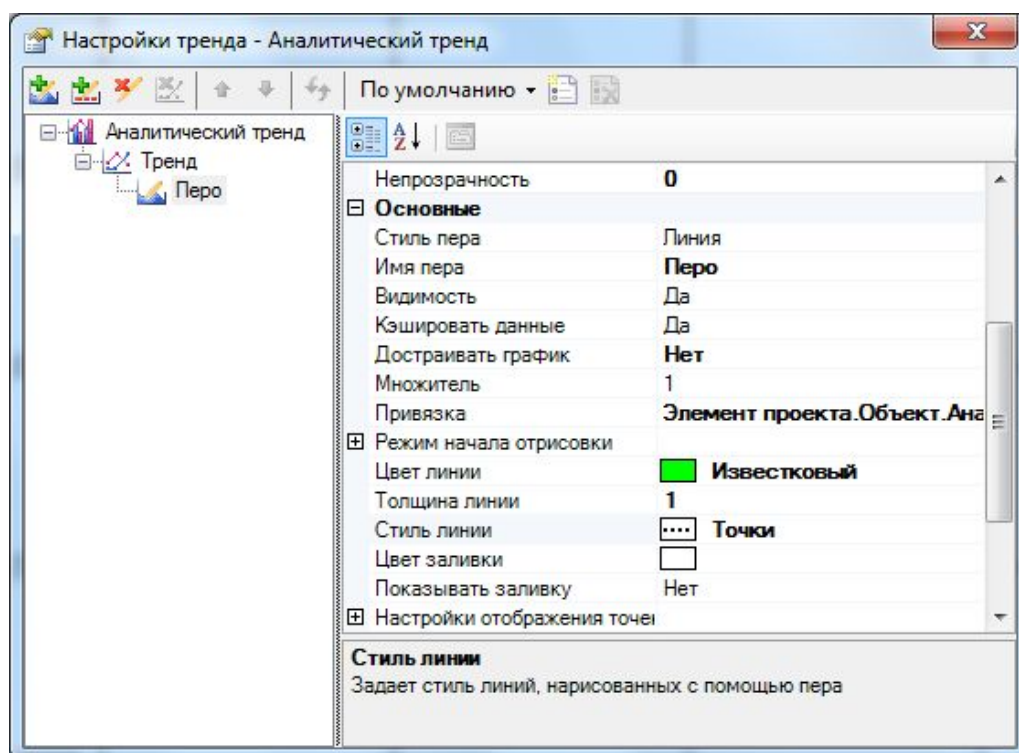 Настройки тренда - Аналитический тренд
По умолчанию
Аналитический тренд
Тренд
Перо
Непрозрачность 0
Основные
Стиль пера Линия
Имя пера Перо
Видимость Да
Кэшировать данные Да
Достраивать график Нет
Множитель 1
Привязка Элемент проекта.Объект.Ана
Режим начала отрисовки
Цвет линии Известковый
Толщина линии 1
Стиль линии Точки
Цвет заливки
Показывать заливку Нет
Настройки отображения точе
Стиль линии
Задает стиль линий, нарисованных с помощью пера